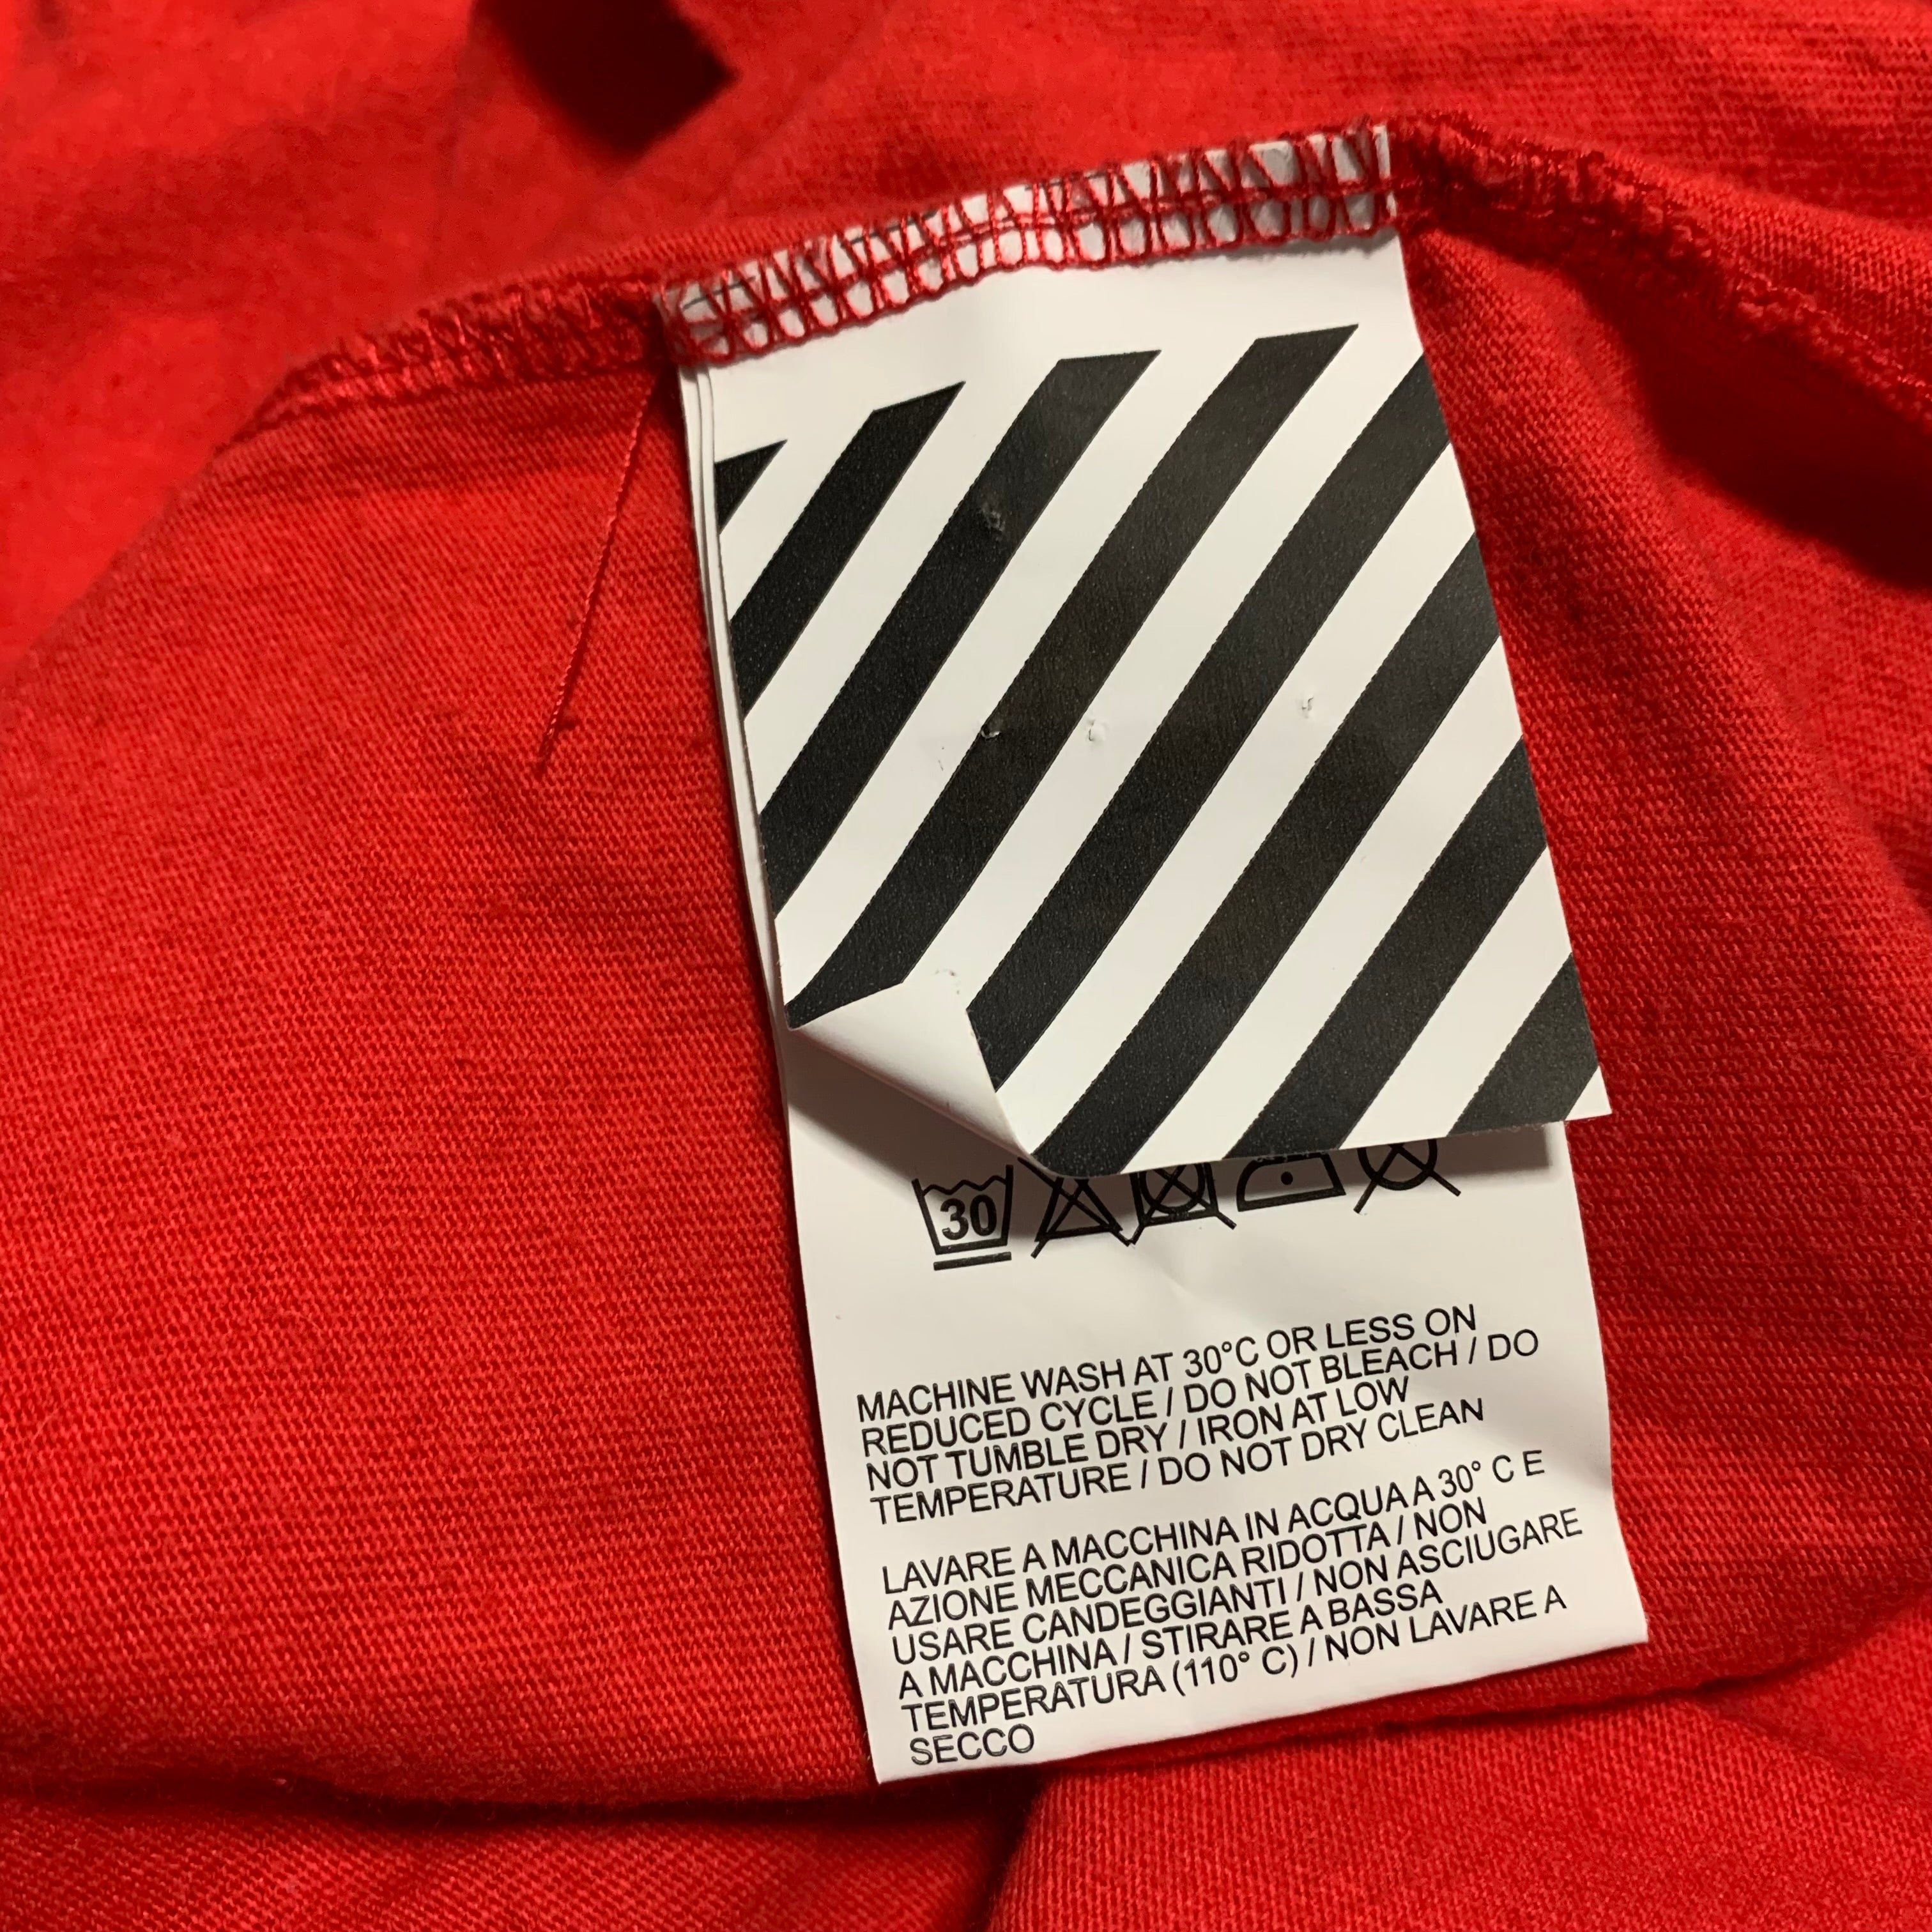 30
MACHINE WASH AT 30°C OR LESS ON
REDUCED CYCLE / DO NOT BLEACH / DO
NOT TUMBLE DRY / IRON AT LOW
TEMPERATURE / DO NOT DRY CLEAN
LAVARE A MACCHINA IN ACQUA A 30° C E
AZIONE MECCANICA RIDOTTA / NON
USARE CANDEGGIANTI / NON ASCIUGARE
A MACCHINA / STIRARE A BASSA
TEMPERATURA (110° C) / NON LAVARE A
SECCO